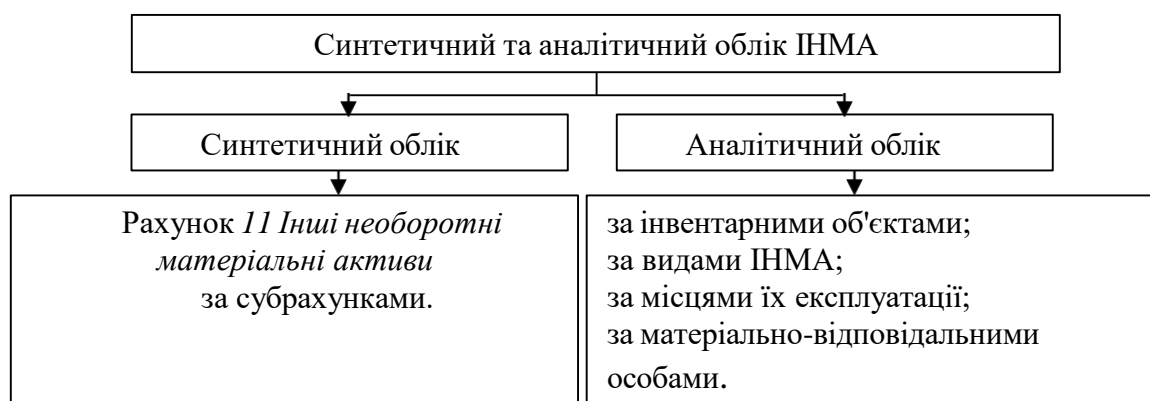 Синтетичний та аналітичний облік ІНМА
Синтетичний облік
Аналітичний облік
Рахунок 11 Інші необоротні
матеріальні активи
за субрахунками.
за інвентарними об'єктами;
за видами ІНМА;
за місцями їх експлуатації;
за матеріально-відповідальними
особами.